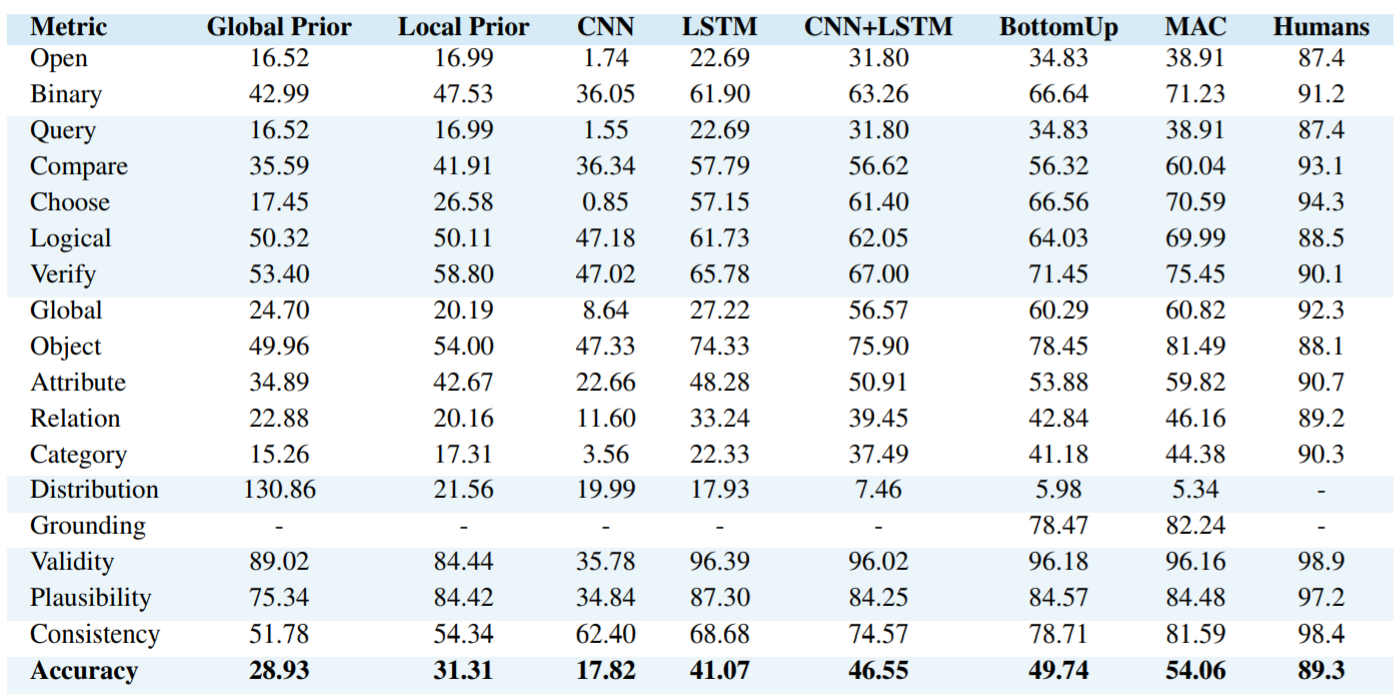 Metric Global Prior Local Prior CNN LSTM CNN+LSTM BottomUp MAC Humans
Open 16.52 16.99 1.74 22.69 31.80 34.83 38.91 87.4
Binary 42.99 47.53 36.05 61.90 63.26 66.64 71.23 91.2
Query 16.52 16.99 1.55 22.69 31.80 34.83 38.91 87.4
Compare 35.59 41.91 36.34 57.79 56.62 56.32 60.04 93.1
Choose 17.45 26.58 0.85 57.15 61.40 66.56 70.59 94.3
Logical 50.32 50.11 47.18 61.73 62.05 64.03 69.99 88.5
Verify 53.40 58.80 47.02 65.78 67.00 71.45 75.45 90.1
Global 24.70 20.19 8.64 27.22 56.57 60.29 60.82 92.3
Object 49.96 54.00 47.33 74.33 75.90 78.45 81.49 88.1
Attribute 34.89 42.67 22.66 48.28 50.91 53.88 59.82 90.7
Relation 22.88 20.16 11.60 33.24 39.45 42.84 46.16 89.2
Category 15.26 17.31 3.56 22.33 37.49 41.18 44.38 90.3
Distribution 130.86 21.56 19.99 17.93 7.46 5.98 5.34 -
Grounding - - - - - 78.47 82.24 -
Validity 89.02 84.44 35.78 96.39 96.02 96.18 96.16 98.9
Plausibility 75.34 84.42 34.84 87.30 84.25 84.57 84.48 97.2
Consistency 51.78 54.34 62.40 68.68 74.57 78.71 81.59 98.4
Accuracy 28.93 31.31 17.82 41.07 46.55 49.74 54.06 89.3